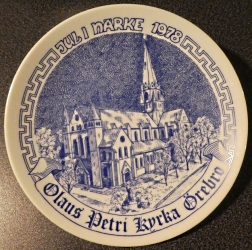 JUL I NÄRKE 1978
Olaus Petri Kyrka Örebro